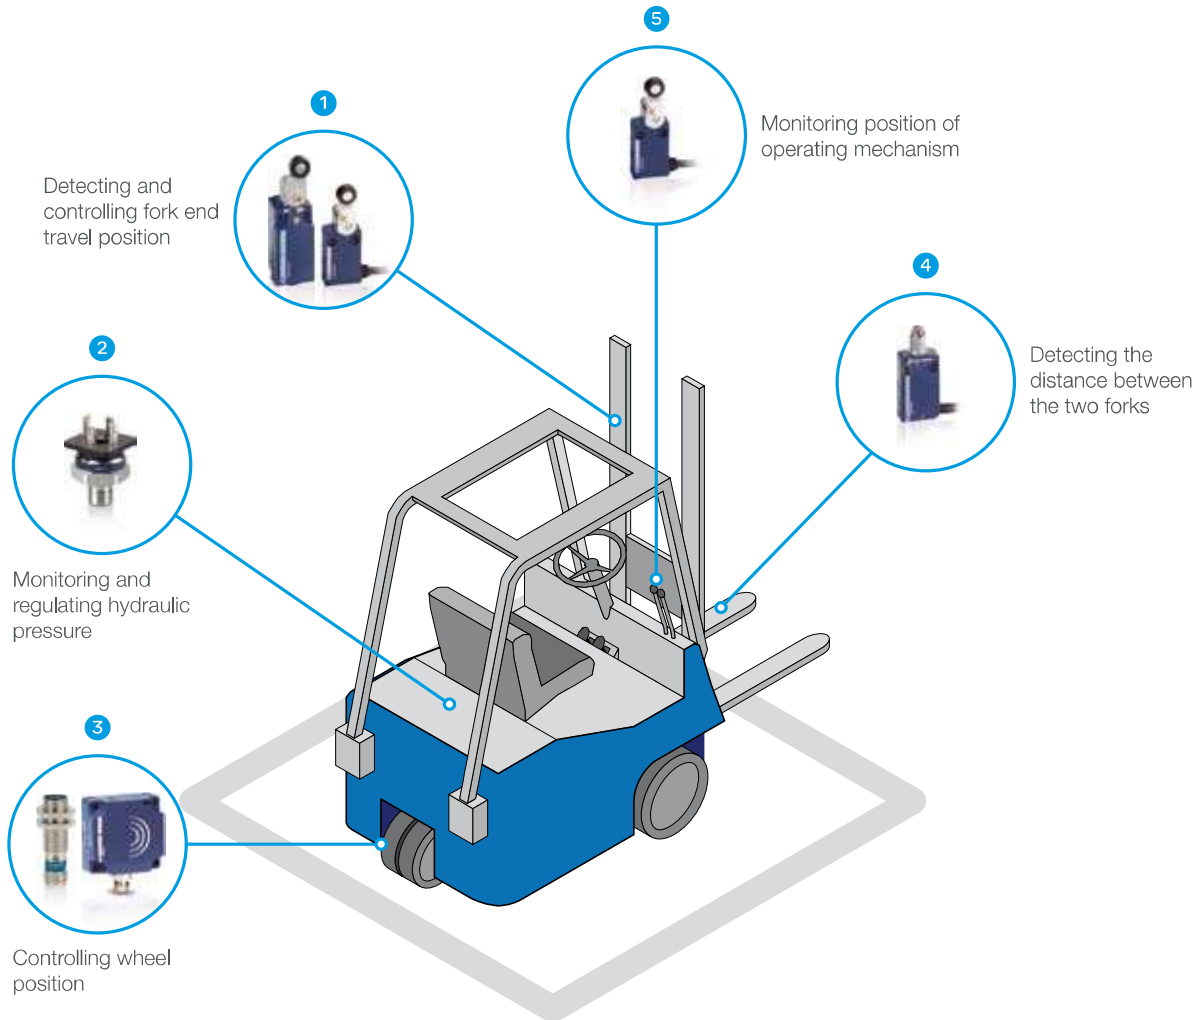 1
Detecting and
controlling fork end
travel position
2
Monitoring and
regulating hydraulic
pressure
3
Controlling wheel
position
4
Detecting the
distance between
the two forks
5
Monitoring position of
operating mechanism